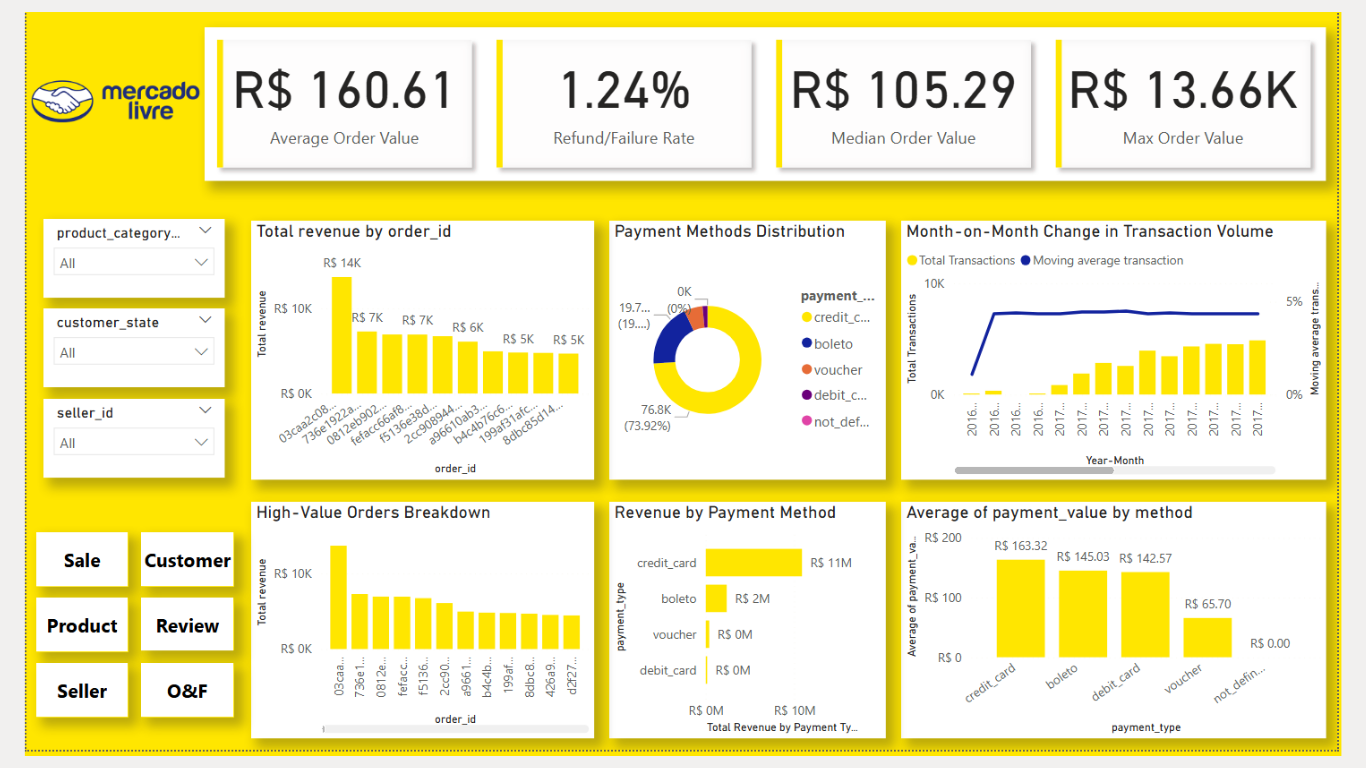 mercado
livre
R$ 160.61
Average Order Value
1.24%
Refund/Failure Rate
R$ 105.29
Median Order Value
R$ 13.66K
Max Order Value
product_category...
All
customer_state
All
seller_id
All
Sale
Customer
Product
Review
Seller
O&F
Total revenue by order_id
Total revenue
R$ 14K
R$ 7K
R$ 7K
R$ 6K
R$ 5K
R$ 5K
R$ 10K
R$ 0K
03caa2c08...
736e1922a...
0812eb902...
fefacc66af8...
f5136e38d...
2cc908944...
a96610ab3...
b4c4b76c6...
199af31afc...
8dbc85d14...
order_id
Payment Methods Distribution
0K
(0%)
19.7...
(19....)
76.8K
(73.92%)
payment_...
credit_c...
boleto
voucher
debit_c...
not_def...
Month-on-Month Change in Transaction Volume
Total Transactions
Moving average transaction
Total Transactions
10K
0K
5%
0%
Moving average trans...
2016...
2016...
2016...
2016...
2017...
2017...
2017...
2017...
2017...
2017...
2017...
2017...
2017...
2017...
Year-Month
High-Value Orders Breakdown
Total revenue
R$ 10K
R$ 0K
03caa...
736e1...
0812e...
fefacc...
f5136...
2cc90...
a9661...
b4c4b...
199af...
8dbc8...
426a9...
d2f27...
order_id
Revenue by Payment Method
payment_type
credit_card
R$ 11M
boleto
R$ 2M
voucher
R$ 0M
debit_card
R$ 0M
R$ 0M
R$ 10M
Total Revenue by Payment Ty...
Average of payment_value by method
Average of payment_va...
R$ 200
R$ 100
R$ 0
R$ 163.32
R$ 145.03
R$ 142.57
R$ 65.70
R$ 0.00
credit_card
boleto
debit_card
voucher
not_defin...
payment_type